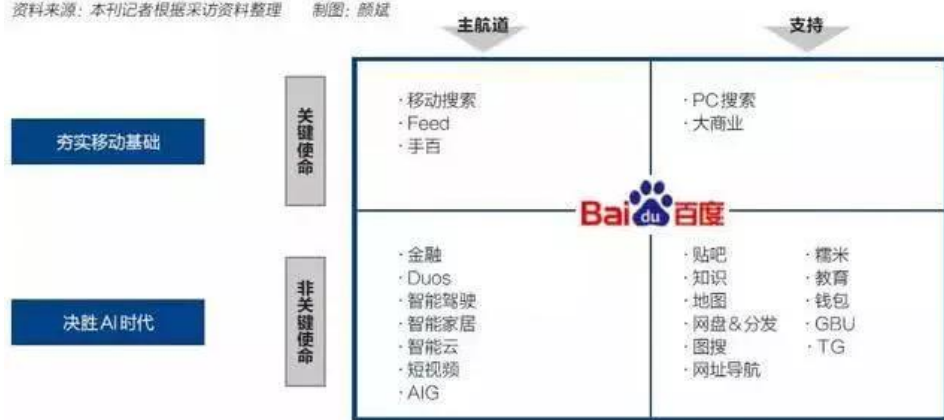 资料来源：本刊记者根据采访资料整理 制图：颜斌
主航道
支持
夯实移动基础
关键使命
·移动搜索
·Feed
·手百
·PC搜索
·大商业
Bai du 百度
决胜AI时代
非关键使命
·金融
·Duos
·智能驾驶
·智能家居
·智能云
·短视频
·AIG
·贴吧
·知识
·地图
·网盘&分发
·图搜
·网址导航
·糯米
·教育
·钱包
·GBU
·TG